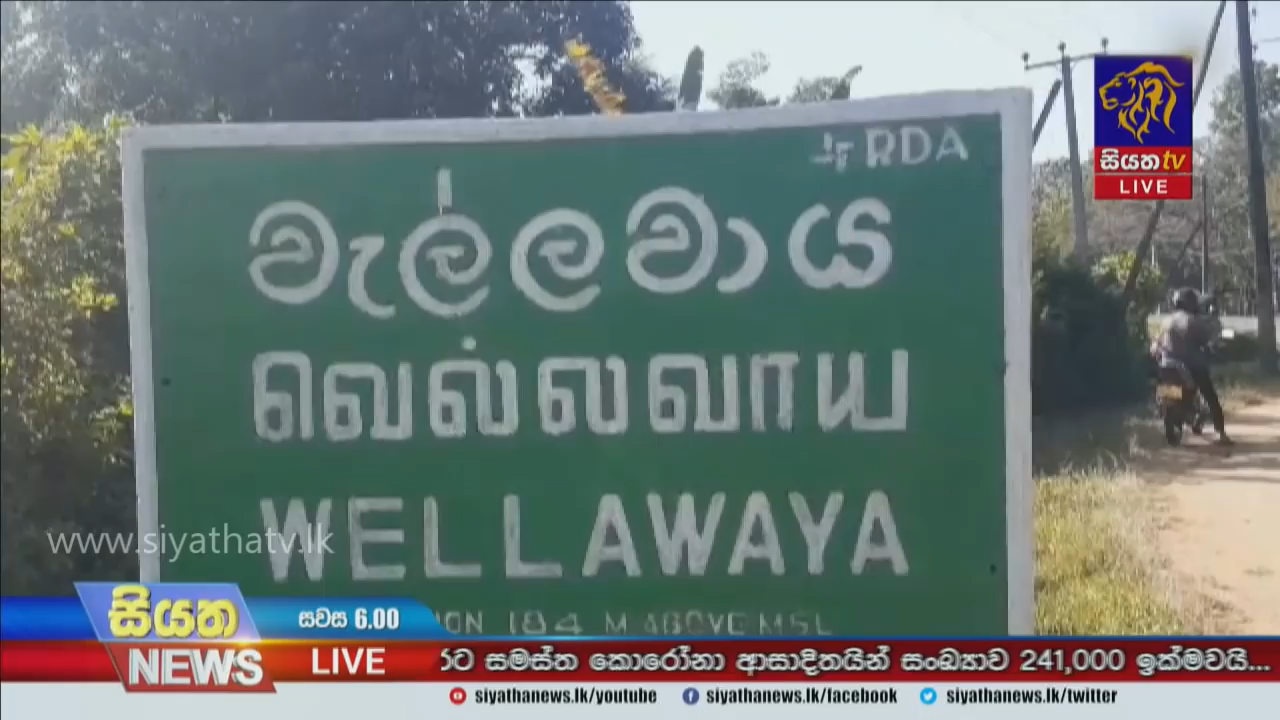 RDA
සියත tv
LIVE
වැල්ලවාය
வெல்லவாய
WELLAWAYA
www.siyathatv.lk
184 M.ABOVE MSL
සියත
සවස 6.00
NEWS
LIVE
සමස්ත කොරෝනා ආසාදිතයින් සංඛ්‍යාව 241,000 ඉක්මවයි...
siyathanews.lk/youtube
siyathanews.lk/facebook
siyathanews.lk/twitter